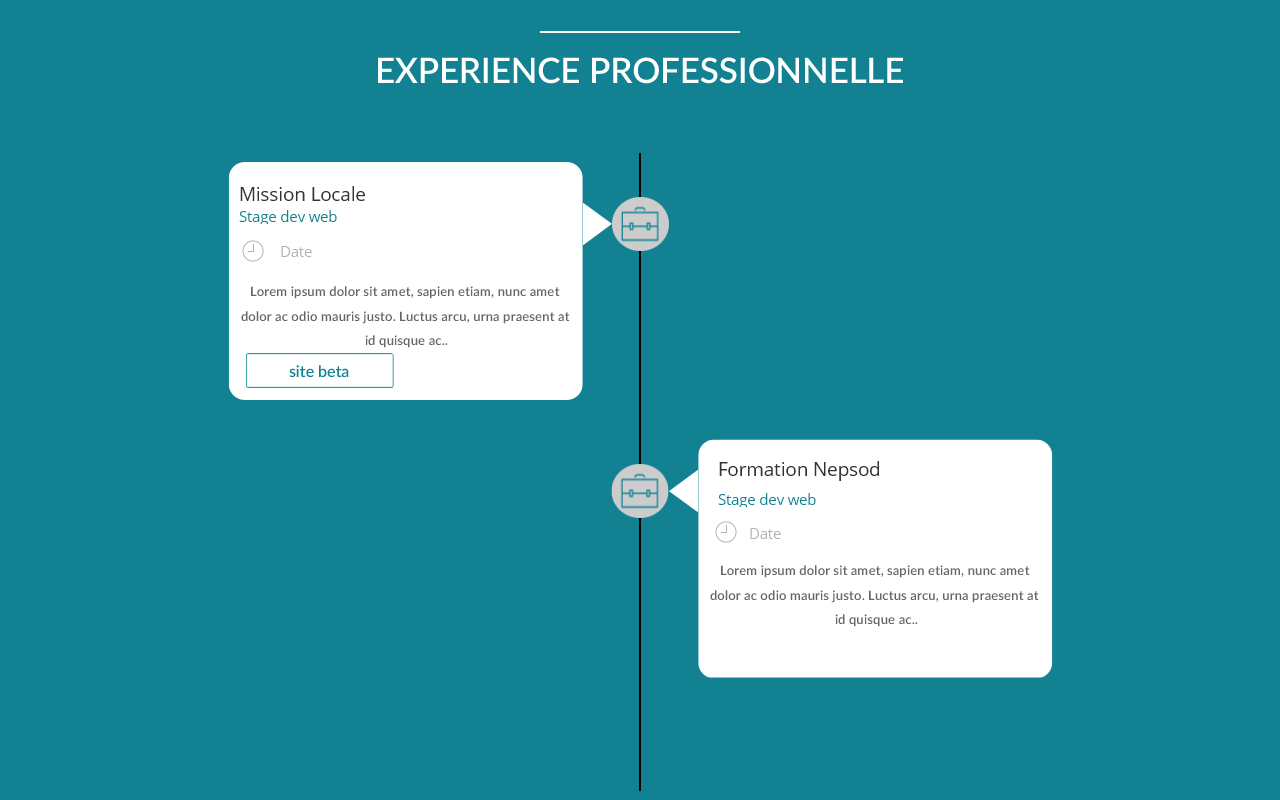 EXPERIENCE PROFESSIONNELLE
Mission Locale
Stage dev web
Date
Lorem ipsum dolor sit amet, sapien etiam, nunc amet
dolor ac odio mauris justo. Luctus arcu, urna praesent at
id quisque ac..
site beta
Formation Nepsod
Stage dev web
Date
Lorem ipsum dolor sit amet, sapien etiam, nunc amet
dolor ac odio mauris justo. Luctus arcu, urna praesent at
id quisque ac..